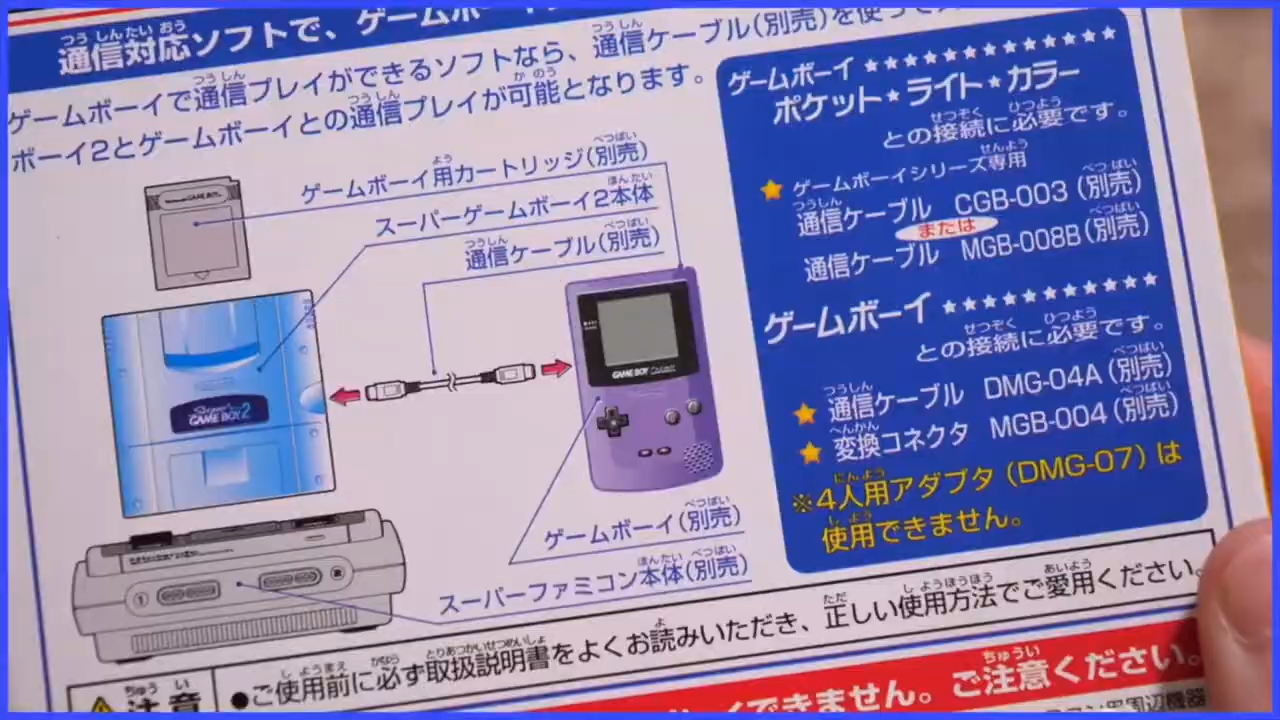 通信対応ソフトで、ゲームボーイ
ゲームボーイで通信プレイができるソフトなら、通信ケーブル(別売)を使って
ボーイ2とゲームボーイとの通信プレイが可能となります。
ゲームボーイ用カートリッジ(別売)
スーパーゲームボーイ2本体
通信ケーブル(別売)
GAME BOY
Super
GAME BOY 2
GAME BOY
ゲームボーイ(別売)
スーパーファミコン本体(別売)
ゲームボーイ★★★★★★★★★★★★
ポケット★ライト★カラー
との接続に必要です。
★ゲームボーイシリーズ専用
通信ケーブル CGB-003(別売)
または
通信ケーブル MGB-008B(別売)
ゲームボーイ★★★★★★★★★★
との接続に必要です。
★通信ケーブル DMG-04A(別売)
★変換コネクタ MGB-004(別売)
※4人用アダプタ(DMG-07)は
使用できません。
注意
●ご使用前に必ず取扱説明書をよくお読みいただき、正しい使用方法でご愛用ください。
できません。ご注意ください。
周辺機器